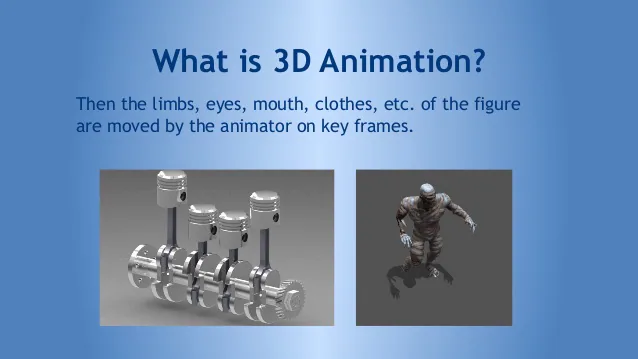 What is 3D Animation?
Then the limbs, eyes, mouth, clothes, etc. of the figure
are moved by the animator on key frames.